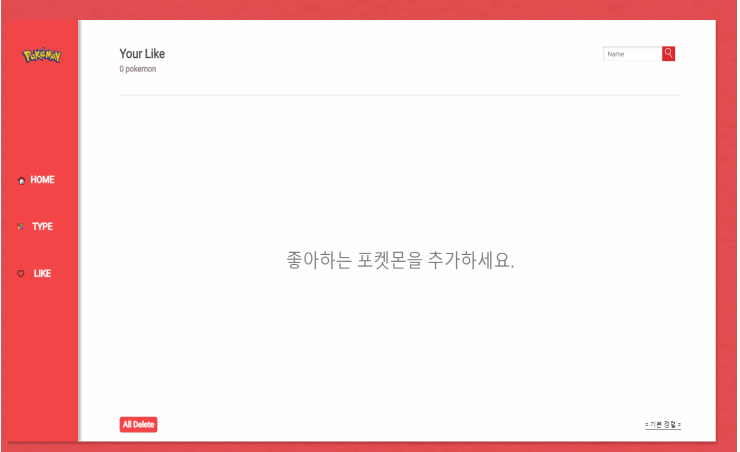 Pokémon
Your Like
0 pokemon
Name
HOME
TYPE
LIKE
좋아하는 포켓몬을 추가하세요.
All Delete
= 기본 정렬 =